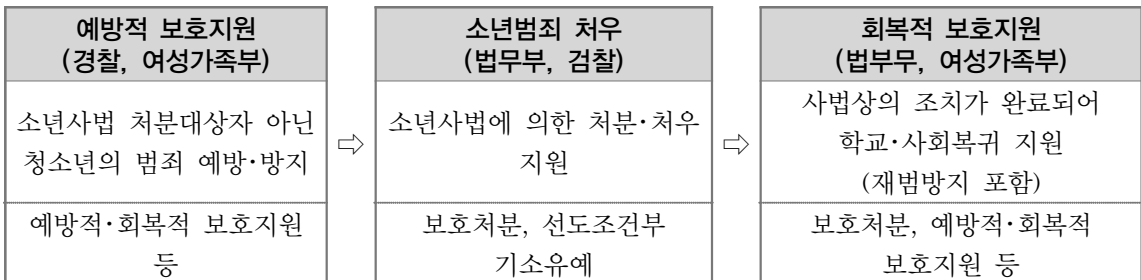 예방적 보호지원
(경찰, 여성가족부)
소년사법 처분대상자 아닌
청소년의 범죄 예방·방지
예방적·회복적 보호지원
등
⇨
소년범죄 처우
(법무부, 검찰)
소년사법에 의한 처분·처우
지원
보호처분, 선도조건부
기소유예
⇨
회복적 보호지원
(법부무, 여성가족부)
사법상의 조치가 완료되어
학교·사회복귀 지원
(재범방지 포함)
보호처분, 예방적·회복적
보호지원 등